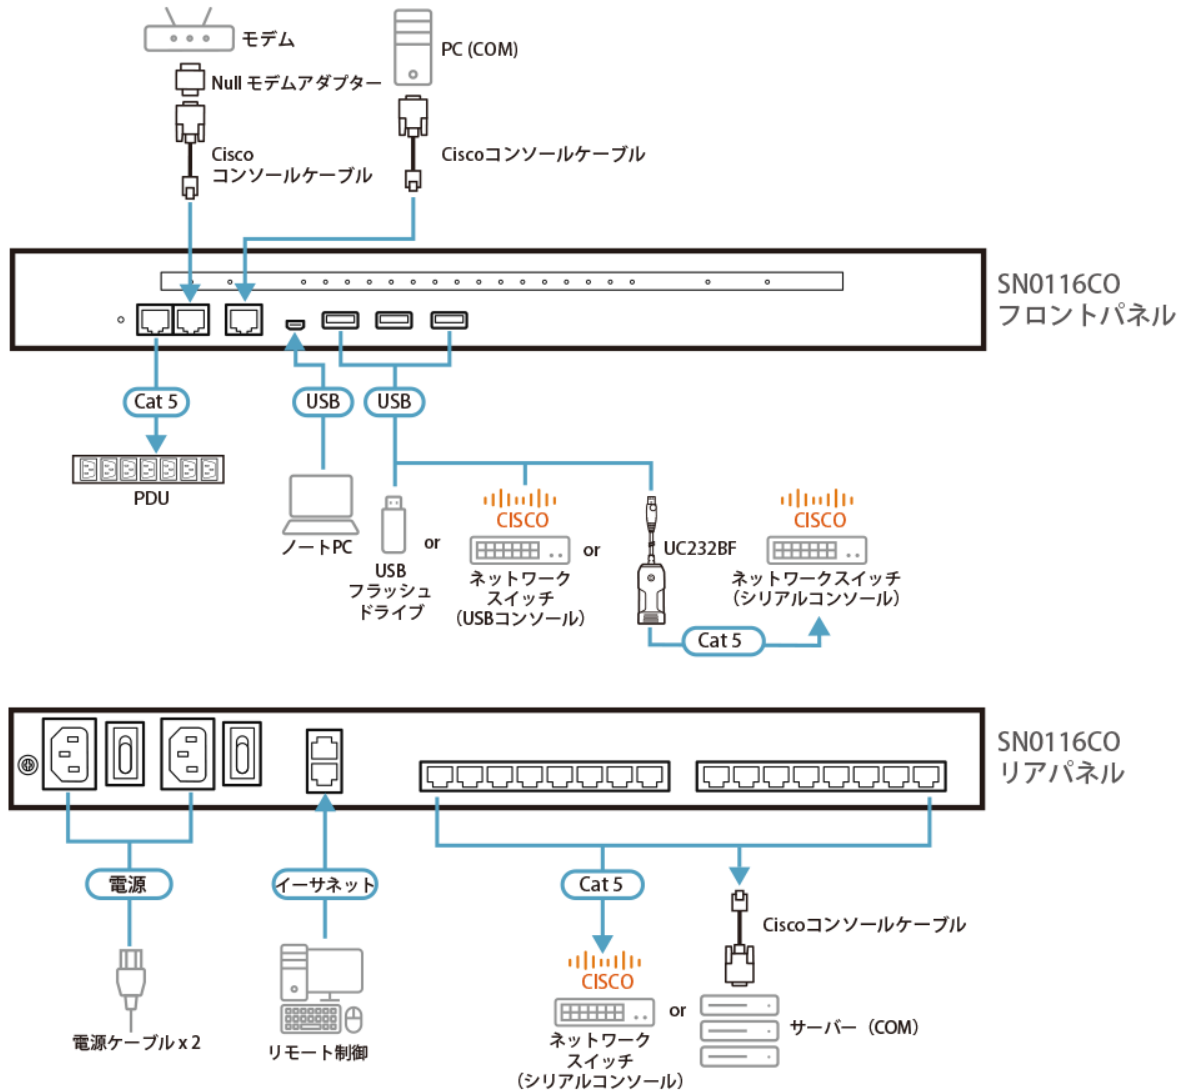 モデム
PC (COM)
Null モデムアダプター
Cisco
コンソールケーブル
Ciscoコンソールケーブル
SN0116CO
フロントパネル
Cat 5
USB
USB
PDU
ノートPC
USB
フラッシュ
ドライブ
or
CISCO
ネットワーク
スイッチ
（USBコンソール）
or
UC232BF
CISCO
ネットワークスイッチ
（シリアルコンソール）
Cat 5
SN0116CO
リアパネル
電源
イーサネット
Cat 5
Ciscoコンソールケーブル
電源ケーブル x 2
リモート制御
CISCO
ネットワーク
スイッチ
（シリアルコンソール）
or
サーバー（COM）